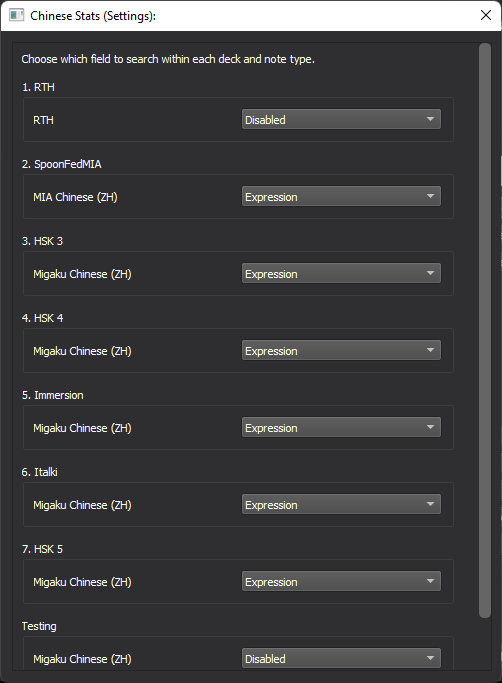 Chinese Stats (Settings):
Choose which field to search within each deck and note type.
1. RTH
RTH Disabled
2. SpoonFedMIA
MIA Chinese (ZH) Expression
3. HSK 3
Migaku Chinese (ZH) Expression
4. HSK 4
Migaku Chinese (ZH) Expression
5. Immersion
Migaku Chinese (ZH) Expression
6. Italki
Migaku Chinese (ZH) Expression
7. HSK 5
Migaku Chinese (ZH) Expression
Testing
Migaku Chinese (ZH) Disabled